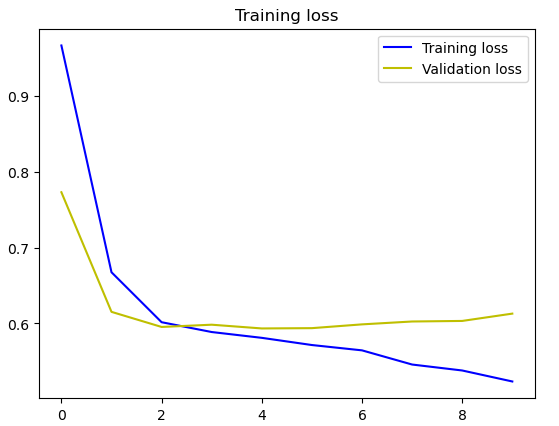 Training loss
Training loss
Validation loss
0.9
0.8
0.7
0.6
0 2 4 6 8